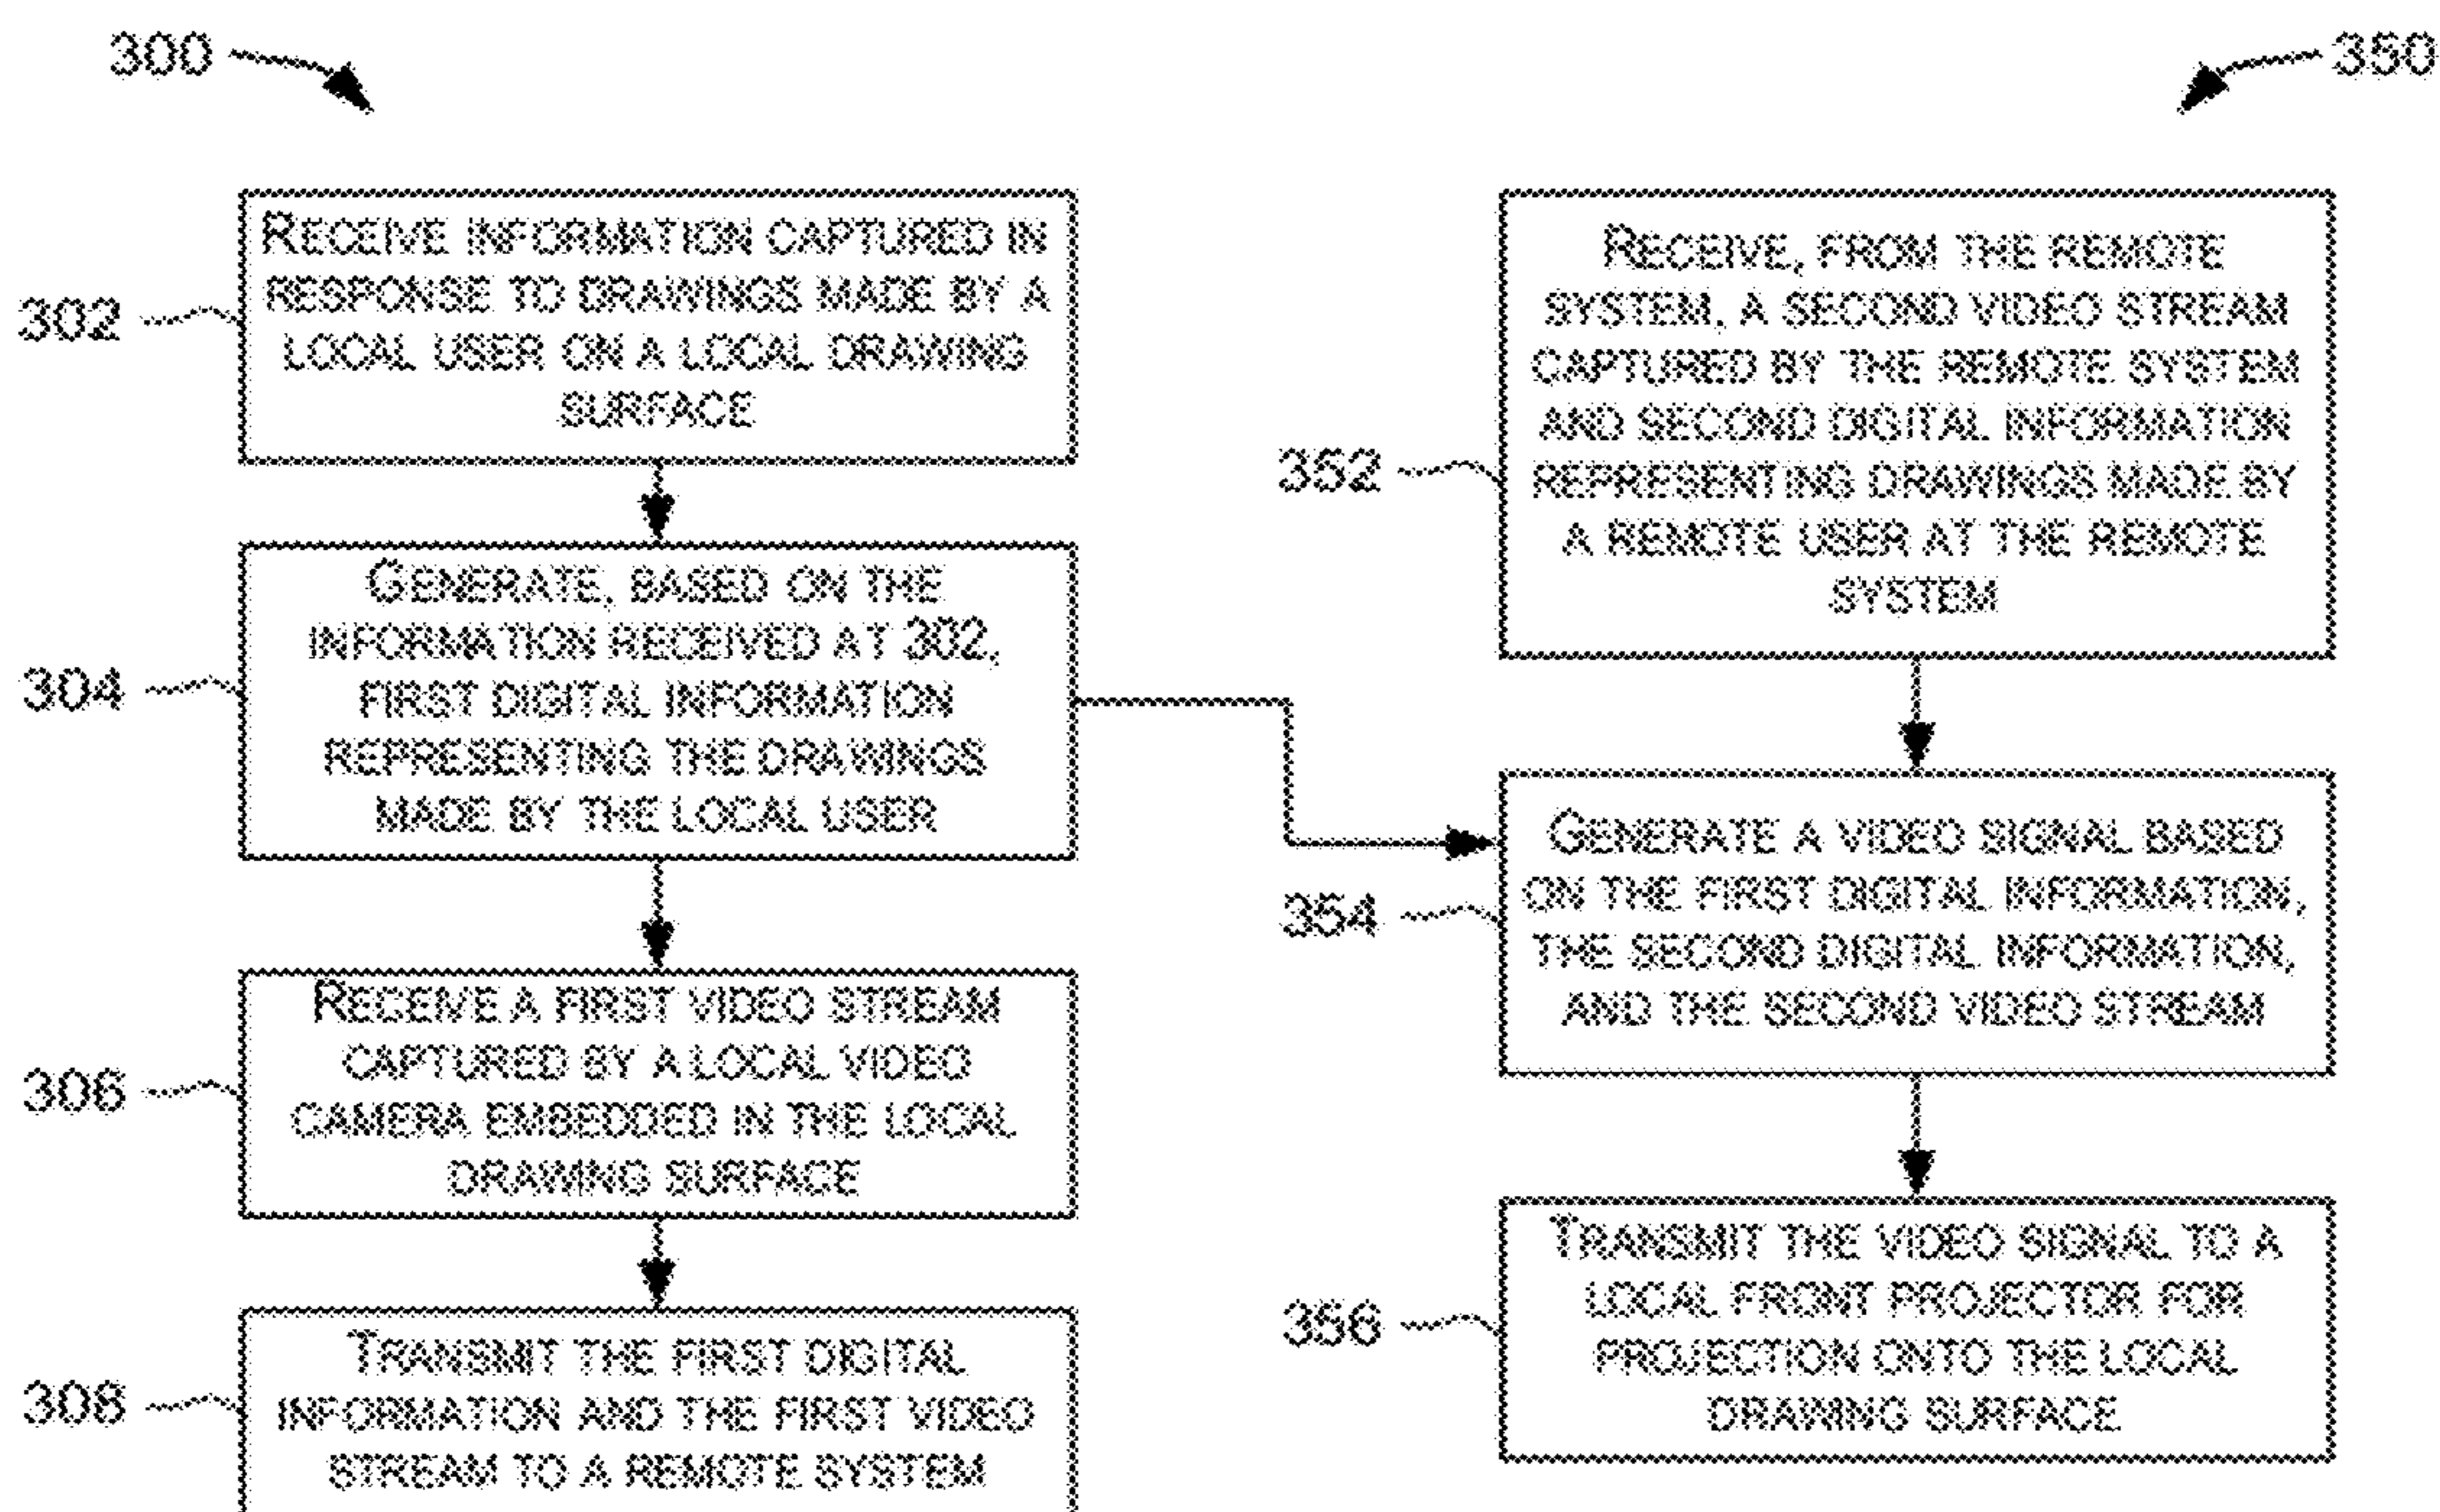 300
302
RECEIVE INFORMATION CAPTURED IN
RESPONSE TO DRAWINGS MADE BY A
LOCAL USER ON A LOCAL DRAWING
SURFACE
304
GENERATE, BASED ON THE
INFORMATION RECEIVED AT 302,
FIRST DIGITAL INFORMATION
REPRESENTING THE DRAWINGS
MADE BY THE LOCAL USER
306
RECEIVE A FIRST VIDEO STREAM
CAPTURED BY A LOCAL VIDEO
CAMERA EMBEDDED IN THE LOCAL
DRAWING SURFACE
308
TRANSMIT THE FIRST DIGITAL
INFORMATION AND THE FIRST VIDEO
STREAM TO A REMOTE SYSTEM
350
352
RECEIVE, FROM THE REMOTE
SYSTEM, A SECOND VIDEO STREAM
CAPTURED BY THE REMOTE SYSTEM
AND SECOND DIGITAL INFORMATION
REPRESENTING DRAWINGS MADE BY
A REMOTE USER AT THE REMOTE
SYSTEM
354
GENERATE A VIDEO SIGNAL BASED
ON THE FIRST DIGITAL INFORMATION,
THE SECOND DIGITAL INFORMATION,
AND THE SECOND VIDEO STREAM
356
TRANSMIT THE VIDEO SIGNAL TO A
LOCAL FRONT PROJECTOR FOR
PROJECTION ONTO THE LOCAL
DRAWING SURFACE